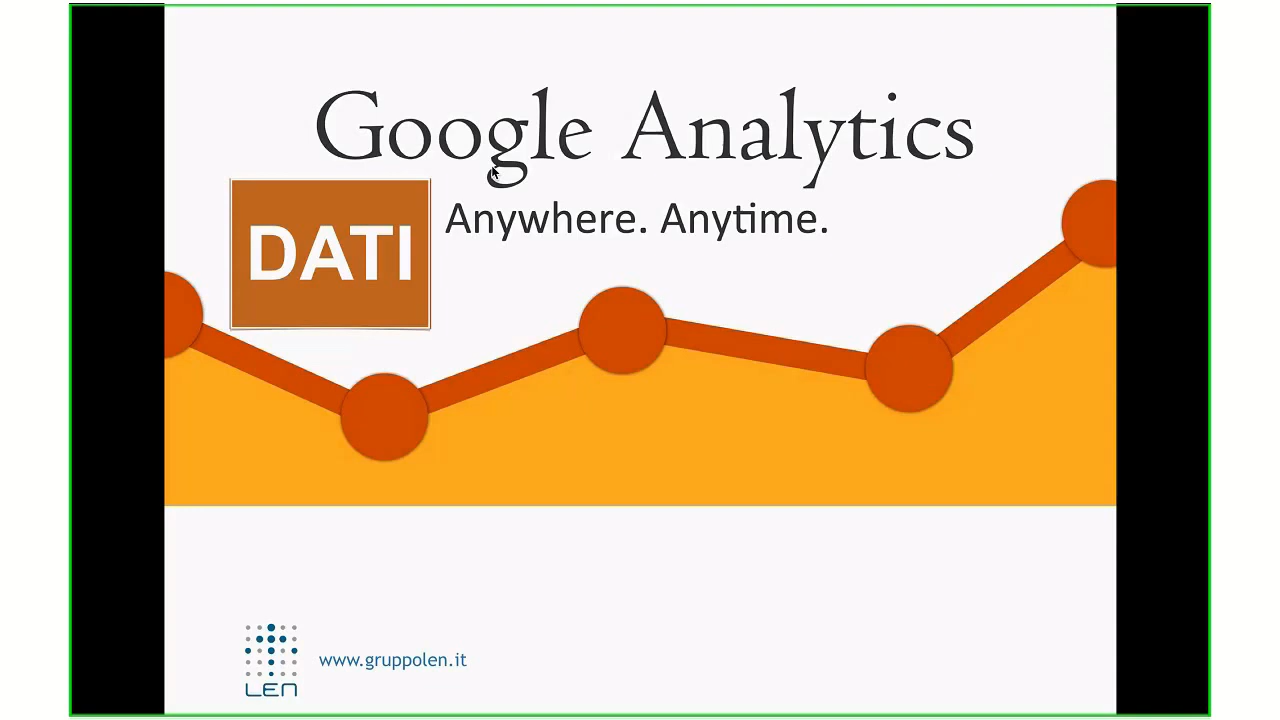 Google Analytics
DATI
Anywhere. Anytime.
LEN
www.gruppolen.it